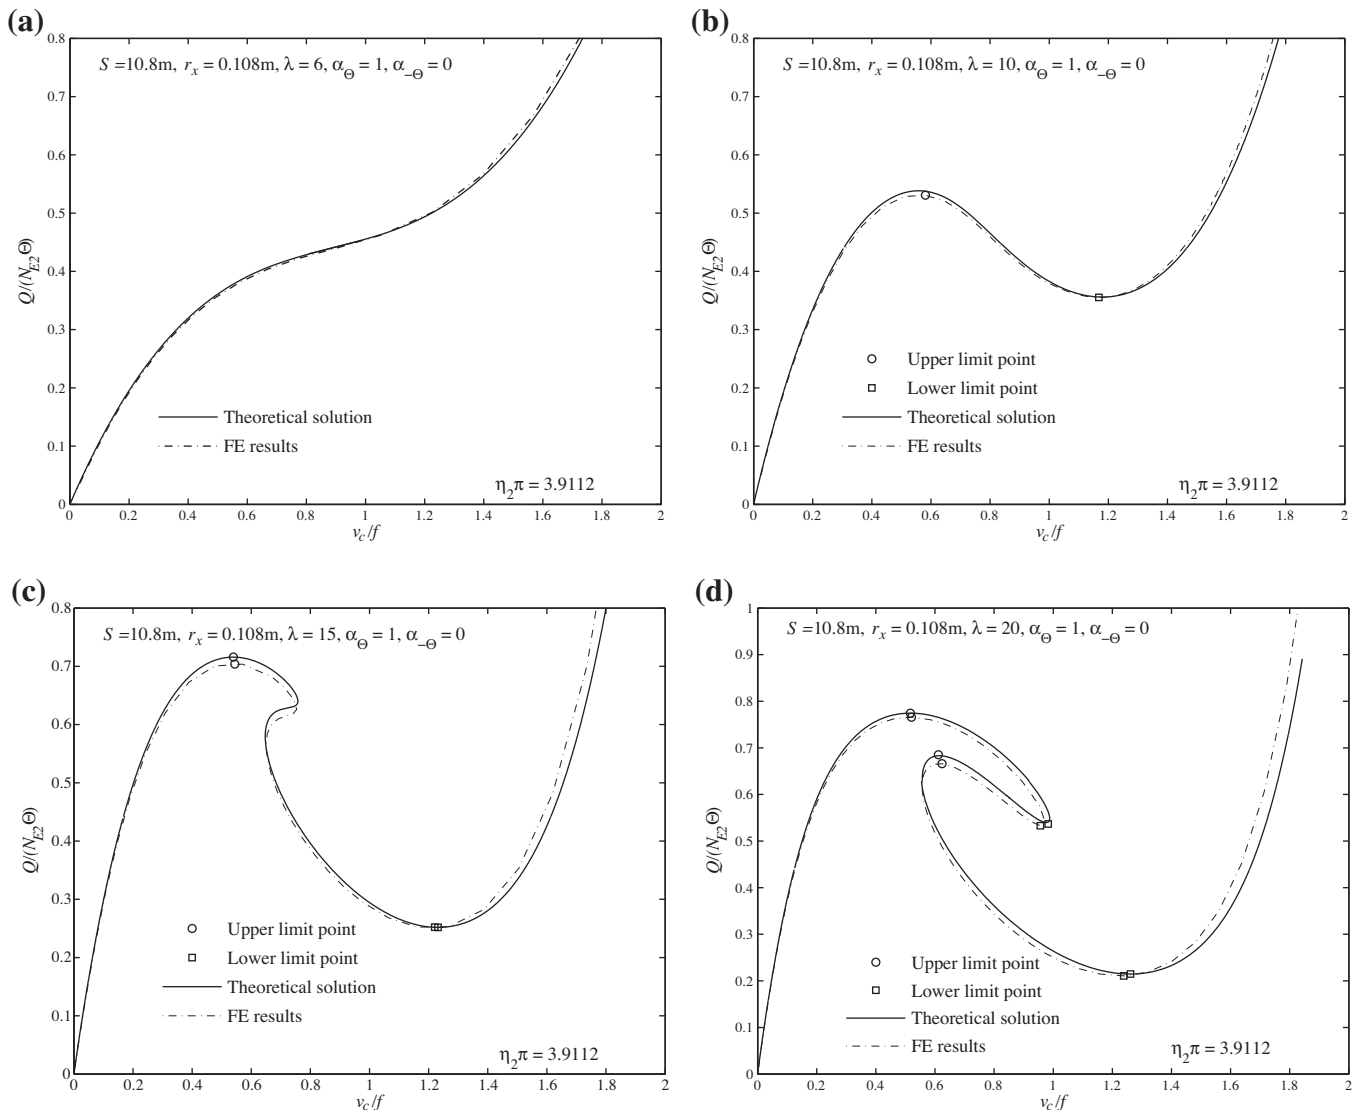 (a)
S =10.8m, r_x = 0.108m, λ = 6, α_Θ = 1, α_−Θ = 0
0.8
0.7
0.6
0.5
0.4
0.3
0.2
0.1
0
Q/(N_E2Θ)
Theoretical solution
FE results
η_2π = 3.9112
0 0.2 0.4 0.6 0.8 1 1.2 1.4 1.6 1.8 2
v_c/f
(b)
S =10.8m, r_x = 0.108m, λ = 10, α_Θ = 1, α_−Θ = 0
0.8
0.7
0.6
0.5
0.4
0.3
0.2
0.1
0
Q/(N_E2Θ)
Upper limit point
Lower limit point
Theoretical solution
FE results
η_2π = 3.9112
0 0.2 0.4 0.6 0.8 1 1.2 1.4 1.6 1.8 2
v_c/f
(c)
S =10.8m, r_x = 0.108m, λ = 15, α_Θ = 1, α_−Θ = 0
0.8
0.7
0.6
0.5
0.4
0.3
0.2
0.1
0
Q/(N_E2Θ)
Upper limit point
Lower limit point
Theoretical solution
FE results
η_2π = 3.9112
0 0.2 0.4 0.6 0.8 1 1.2 1.4 1.6 1.8 2
v_c/f
(d)
S =10.8m, r_x = 0.108m, λ = 20, α_Θ = 1, α_−Θ = 0
1
0.9
0.8
0.7
0.6
0.5
0.4
0.3
0.2
0.1
0
Q/(N_E2Θ)
Upper limit point
Lower limit point
Theoretical solution
FE results
η_2π = 3.9112
0 0.2 0.4 0.6 0.8 1 1.2 1.4 1.6 1.8 2
v_c/f